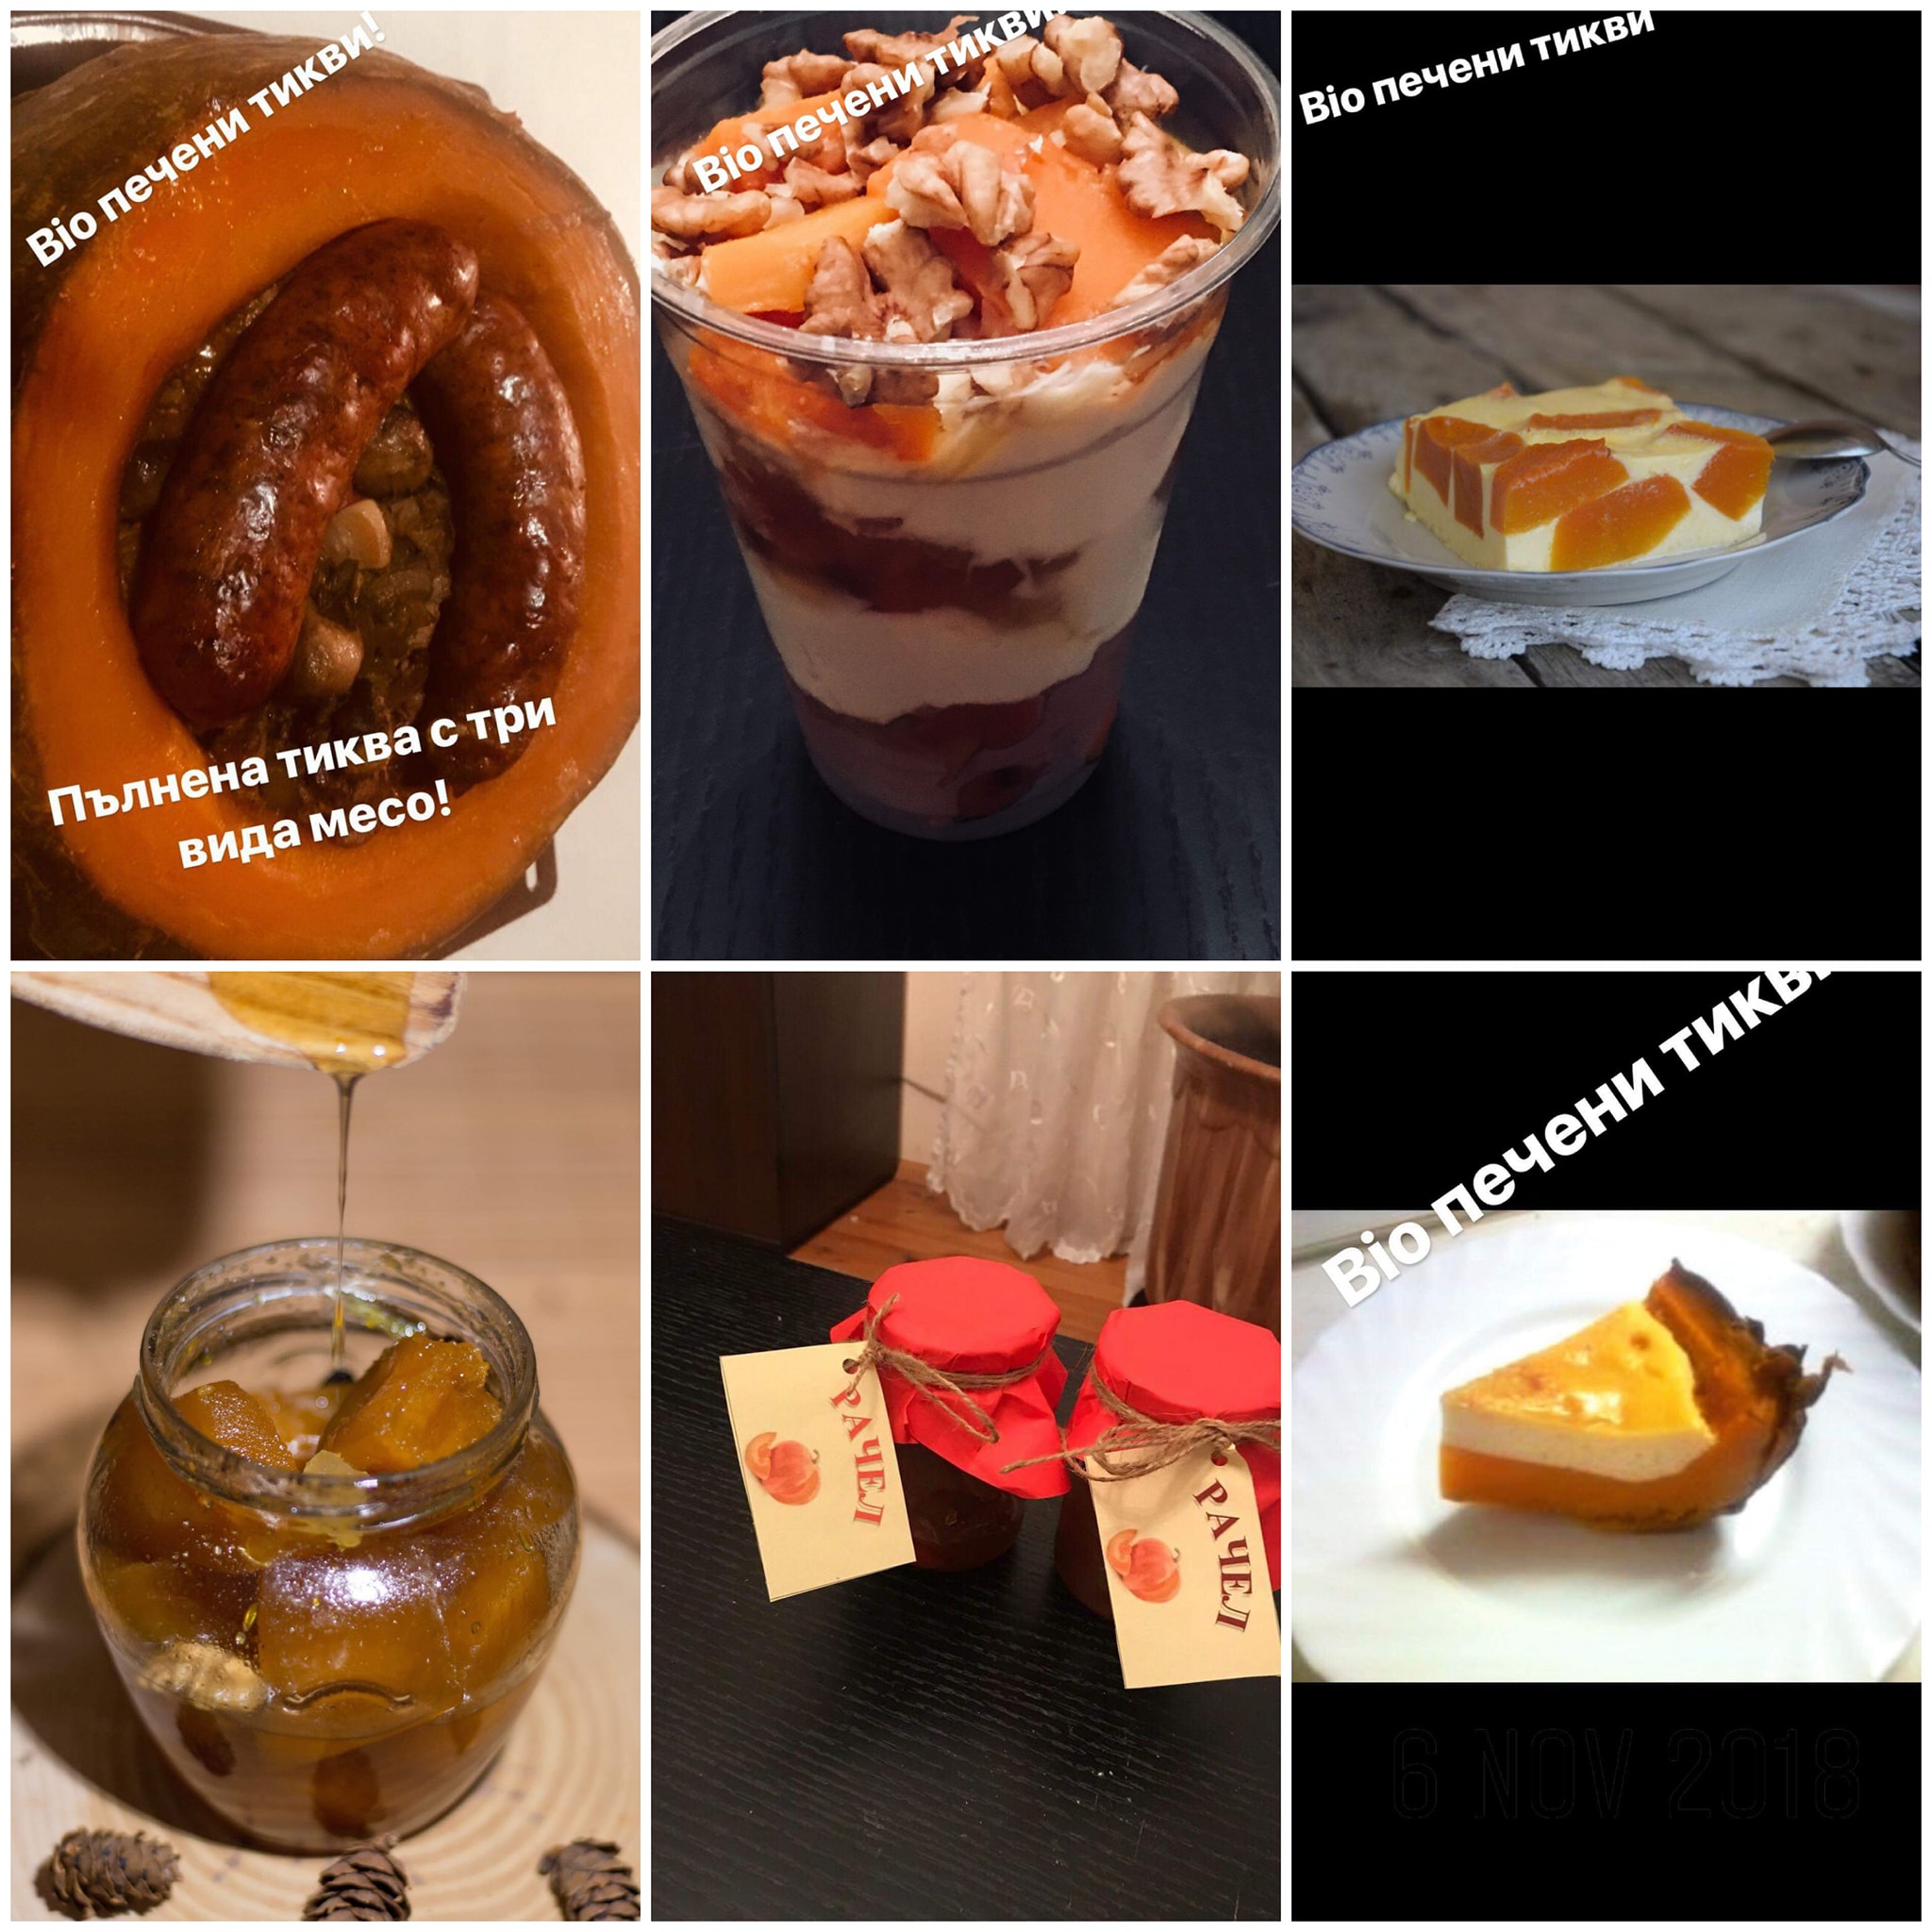 Bio печени тикви!
Пълнена тиква с три
вида месо!
Bio печени тикви!
Bio печени тикви
РАЧЕЛ
РАЧЕЛ
Bio печени тикви
6 NOV 2018